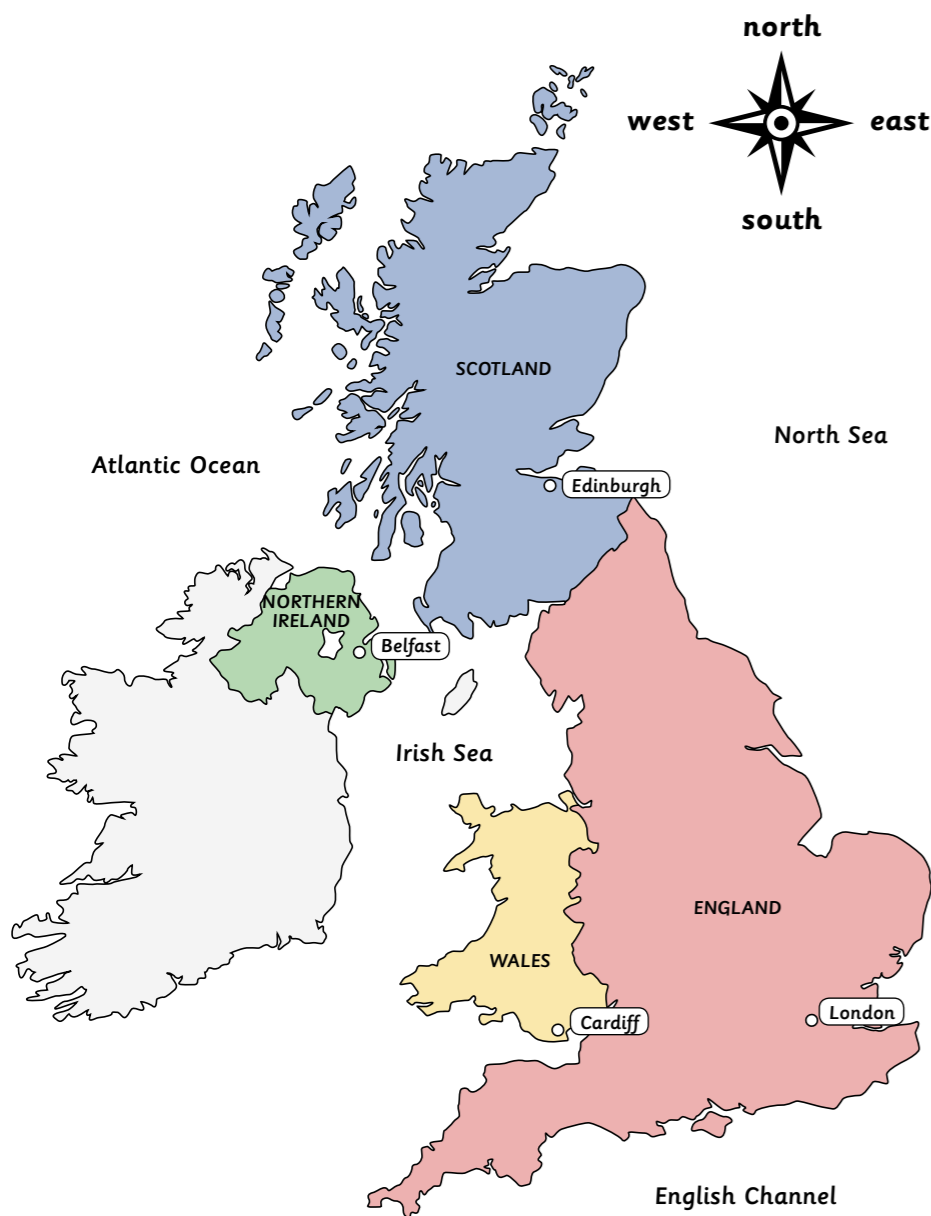 north
west
east
south
SCOTLAND
North Sea
Atlantic Ocean
Edinburgh
NORTHERN
IRELAND
Belfast
Irish Sea
ENGLAND
WALES
London
Cardiff
English Channel